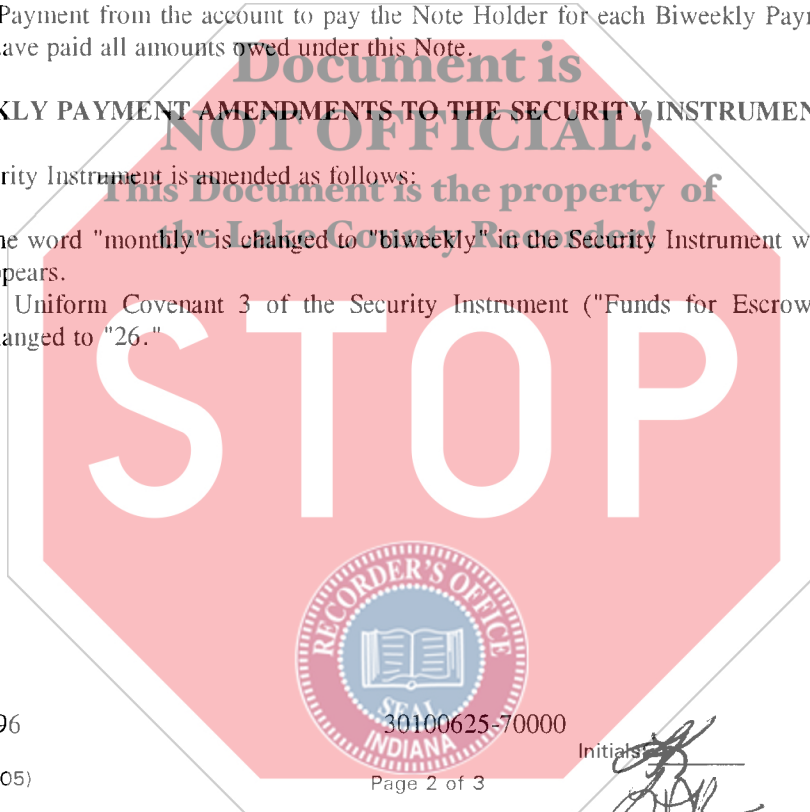 Payment from the account to pay the Note Holder for each Biweekly Paym
ave paid all amounts owed under this Note.
Document is
KLY PAYMENT AMENDMENTS TO THE SECURITY INSTRUMEN
NOT OFFICIAL!
rity Instrument is amended as follows:
This Document is the property of
the Lake County Recorder!
he word "monthly" is changed to "biweekly" in the Security Instrument w
pears.
Uniform Covenant 3 of the Security Instrument ("Funds for Escrow
anged to "26."
STOP
RECORDER'S OFFICE
SEAL
INDIANA
96
30100625-70000
Initials:
05)
Page 2 of 3